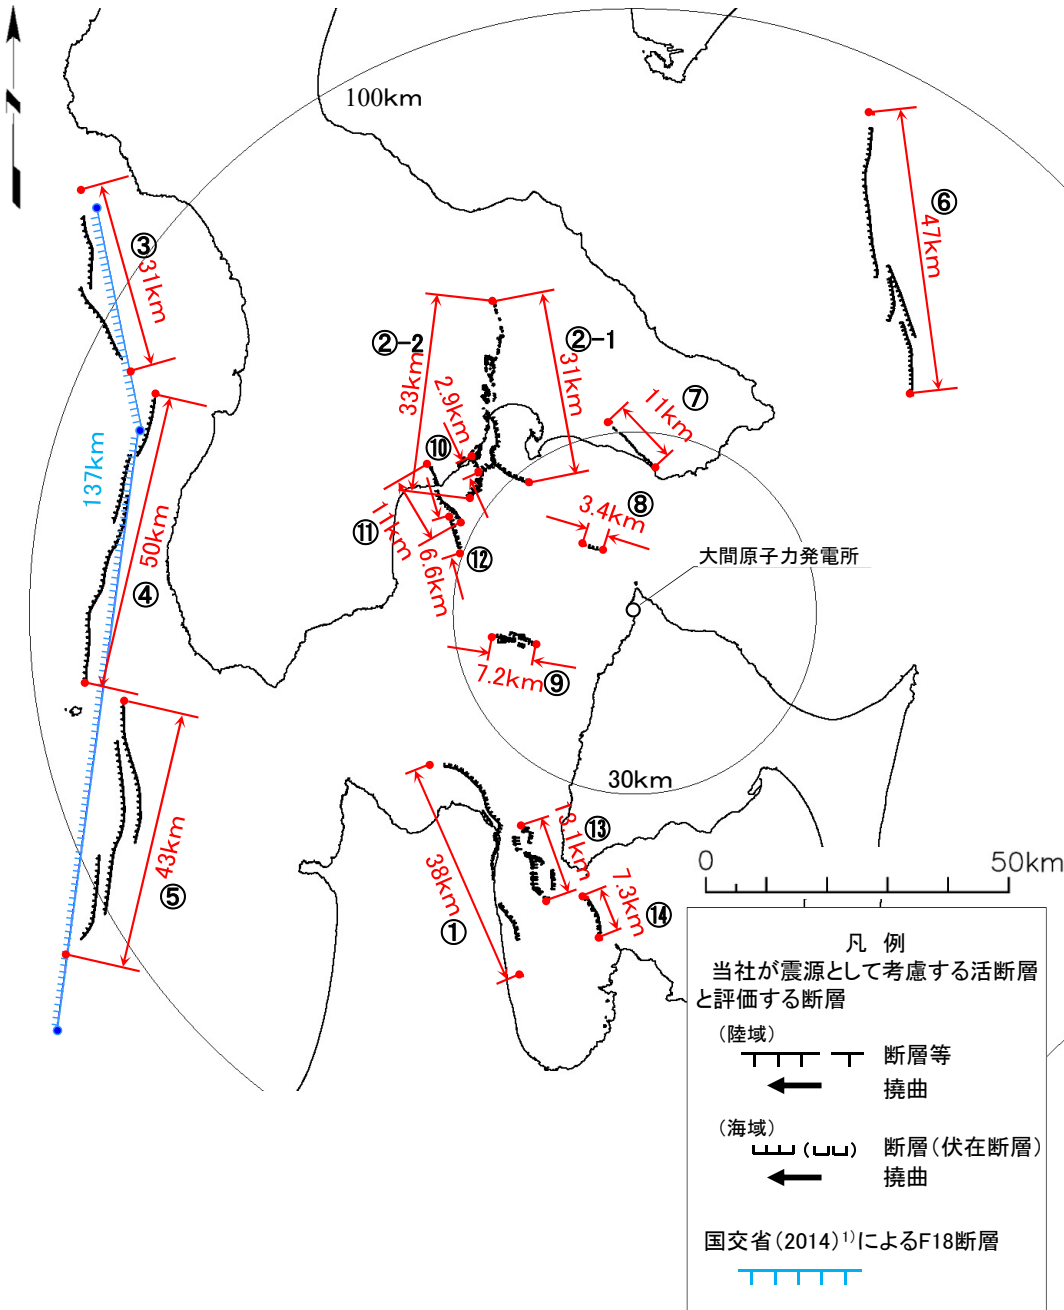 100km
⑥
47km
③
31km
②-2
②-1
33km
31km
2.9km
⑦
11km
⑩
137km
50km
⑧
3.4km
⑪
11km
6.6km
⑫
大間原子力発電所
④
7.2km
⑨
30km
43km
⑤
38km
①
13.1km
⑬
7.3km
⑭
0
50km
凡 例
当社が震源として考慮する活断層
と評価する断層
(陸域)
断層等
撓曲
(海域)
断層(伏在断層)
撓曲
国交省(2014)1)によるF18断層